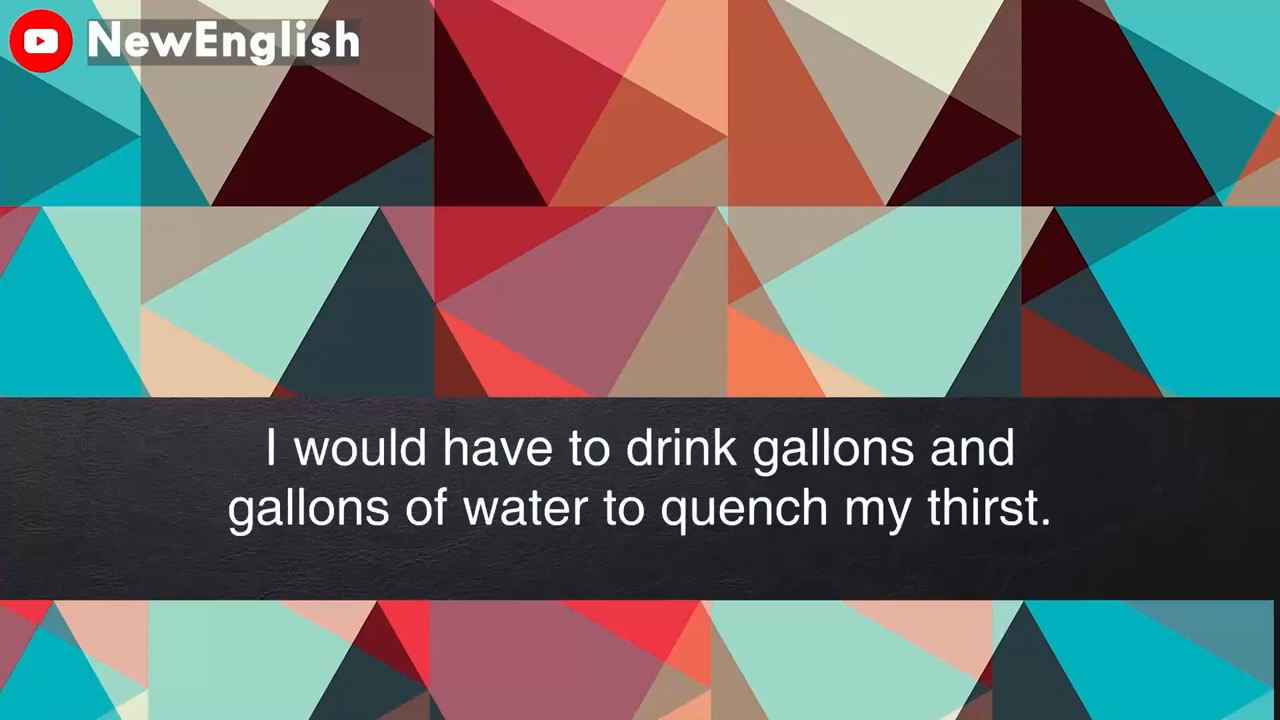 NewEnglish
I would have to drink gallons and
gallons of water to quench my thirst.